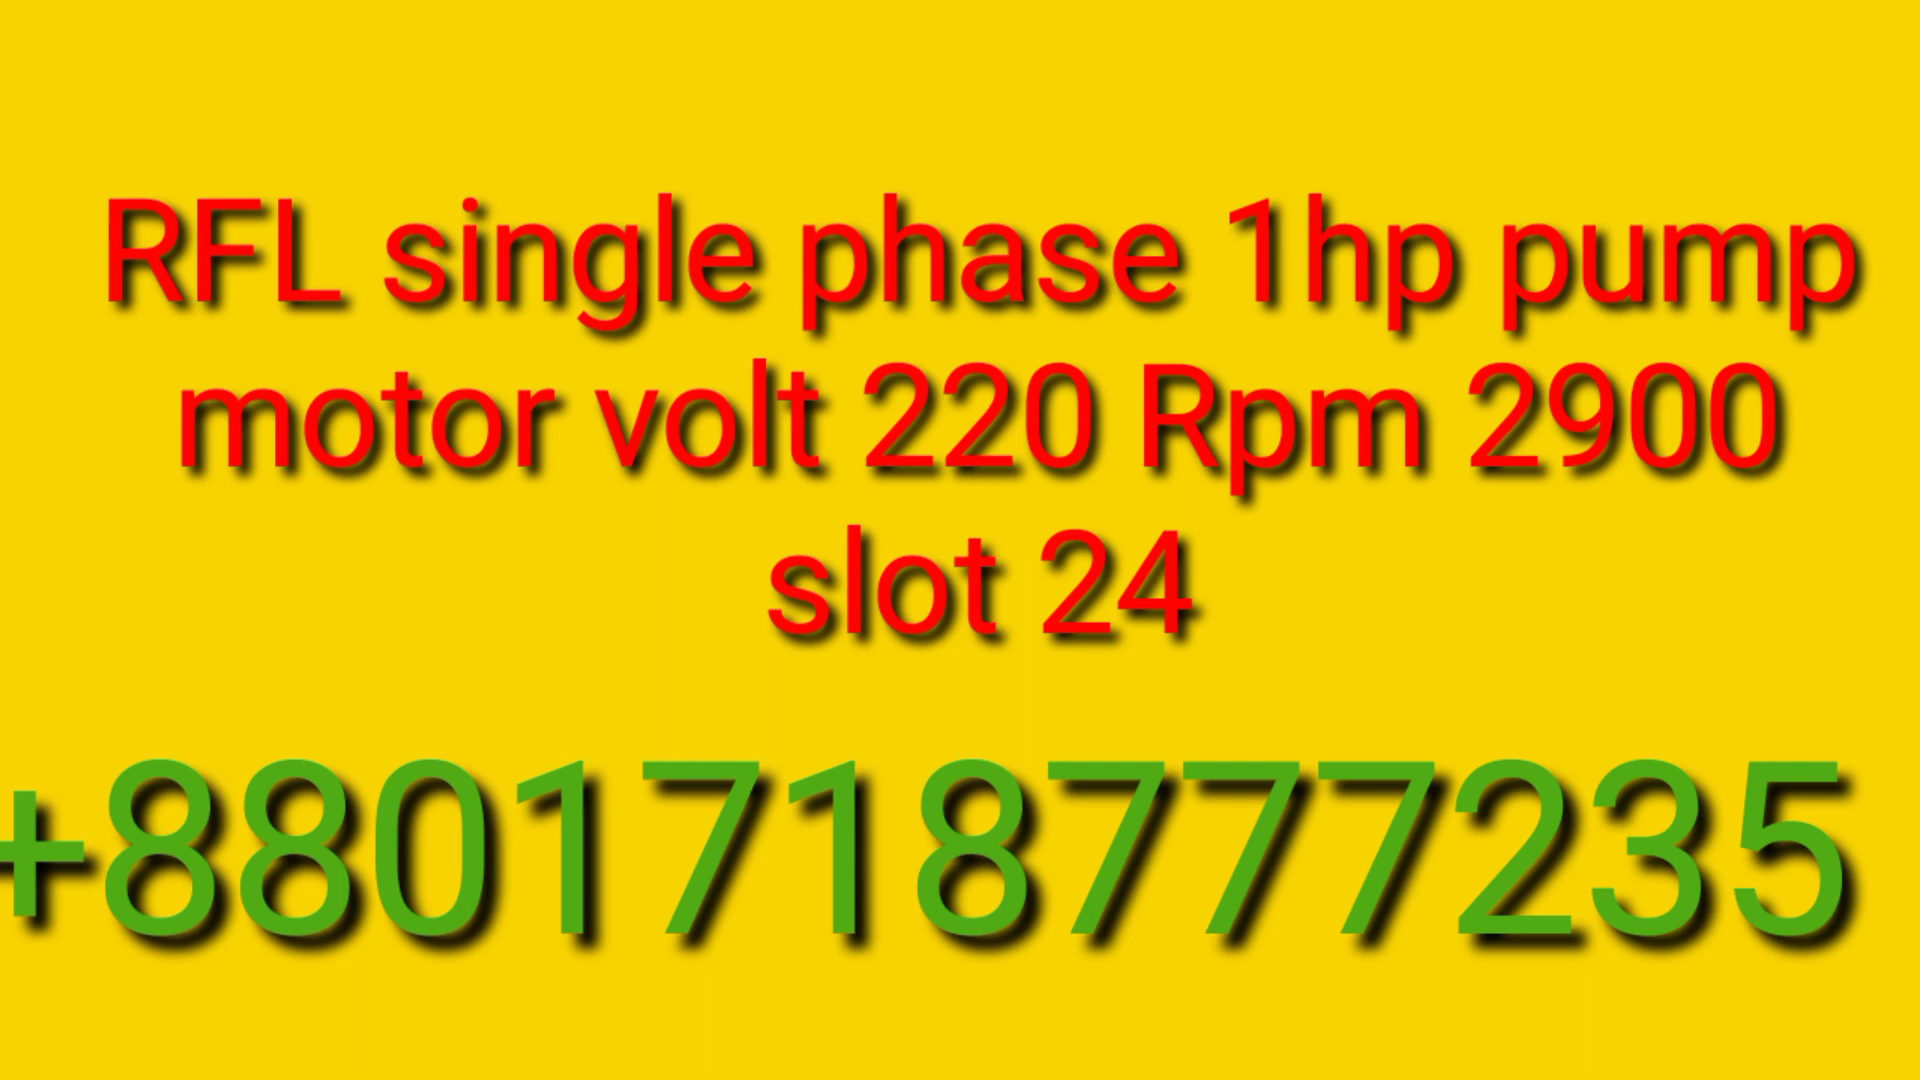 RFL single phase 1hp pump
motor volt 220 Rpm 2900
slot 24
+8801718777235